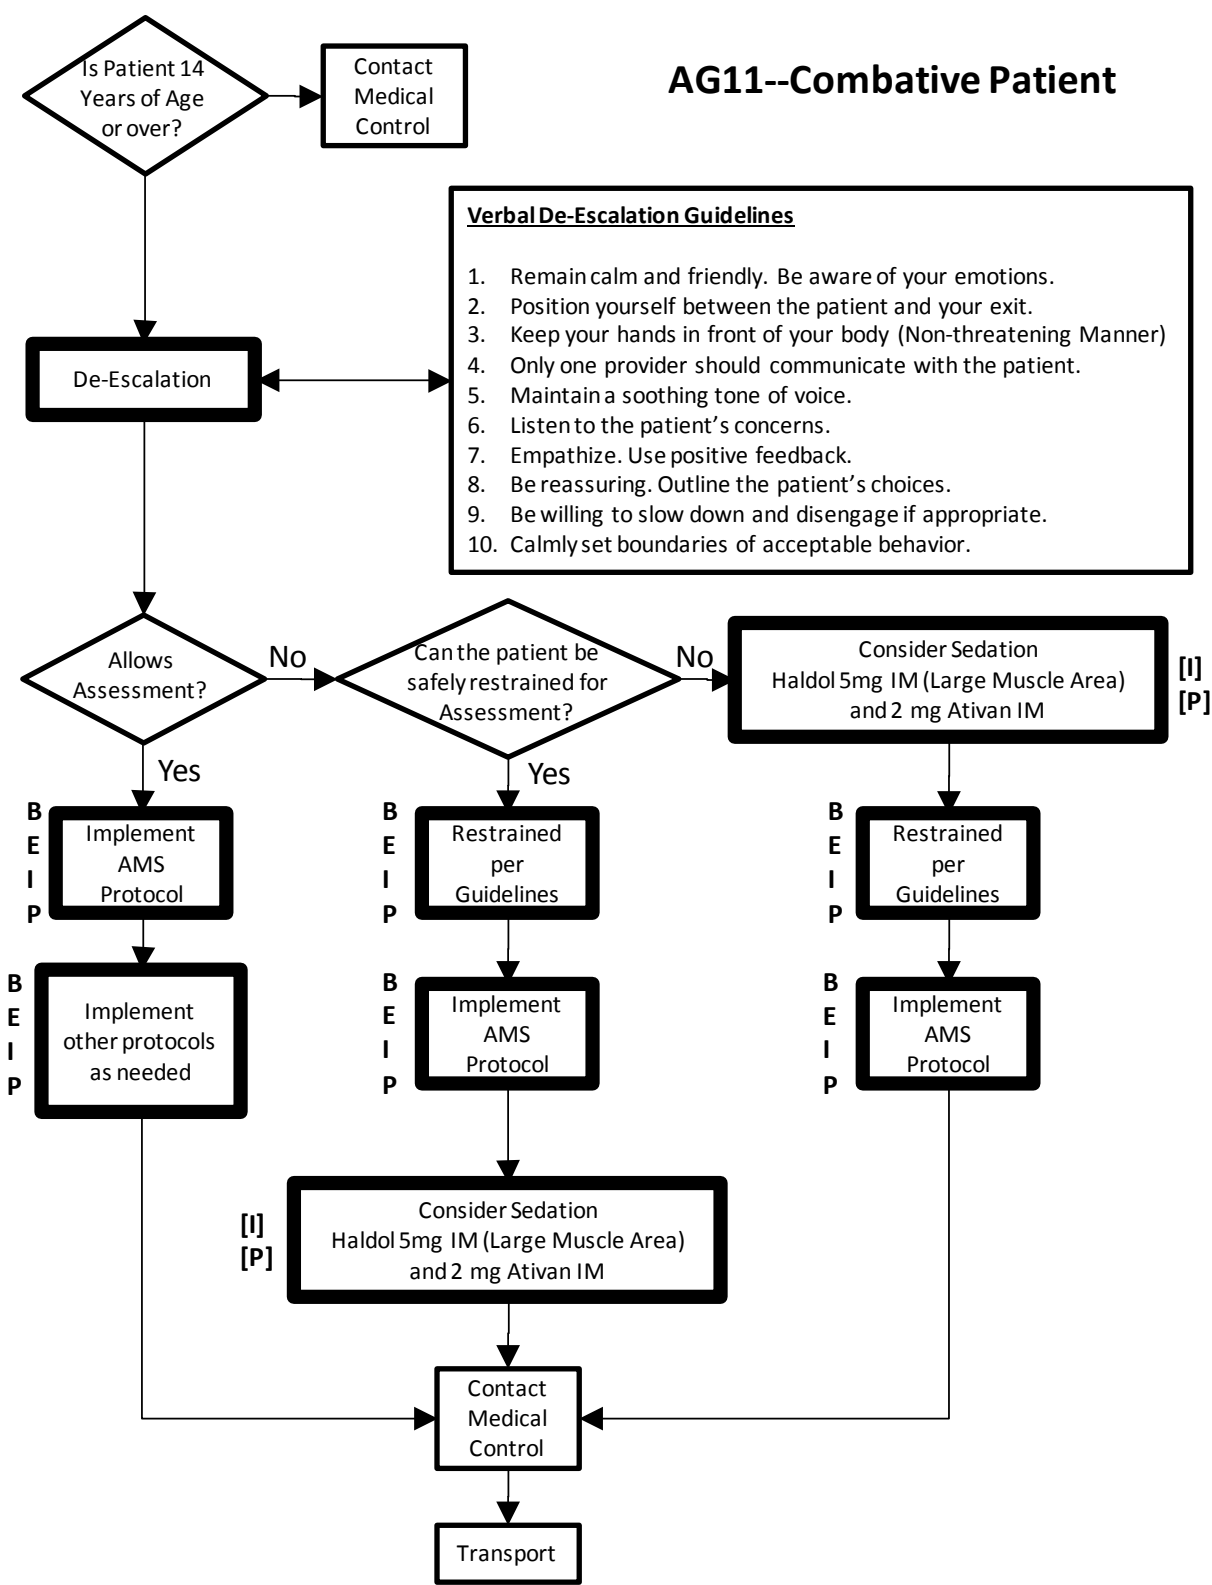 AG11--Combative Patient
Is Patient 14
Years of Age
or over?
Contact
Medical
Control
Verbal De-Escalation Guidelines
1. Remain calm and friendly. Be aware of your emotions.
2. Position yourself between the patient and your exit.
3. Keep your hands in front of your body (Non-threatening Manner)
4. Only one provider should communicate with the patient.
5. Maintain a soothing tone of voice.
6. Listen to the patient’s concerns.
7. Empathize. Use positive feedback.
8. Be reassuring. Outline the patient’s choices.
9. Be willing to slow down and disengage if appropriate.
10. Calmly set boundaries of acceptable behavior.
De-Escalation
Allows
Assessment?
No
Can the patient be
safely restrained for
Assessment?
No
Consider Sedation
Haldol 5mg IM (Large Muscle Area)
and 2 mg Ativan IM
[I]
[P]
Yes
Yes
B
E
I
P
Implement
AMS
Protocol
B
E
I
P
Restrained
per
Guidelines
B
E
I
P
Restrained
per
Guidelines
B
E
I
P
Implement
other protocols
as needed
B
E
I
P
Implement
AMS
Protocol
B
E
I
P
Implement
AMS
Protocol
[I]
[P]
Consider Sedation
Haldol 5mg IM (Large Muscle Area)
and 2 mg Ativan IM
Contact
Medical
Control
Transport